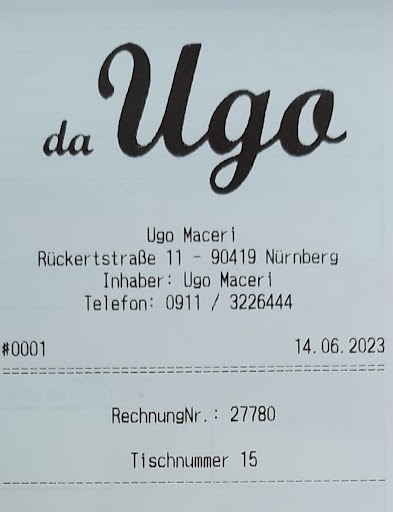 da Ugo
Ugo Maceri
Rückertstraße 11 - 90419 Nürnberg
Inhaber: Ugo Maceri
Telefon: 0911 / 3226444
#0001 14.06.2023
RechnungNr.: 27780
Tischnummer 15